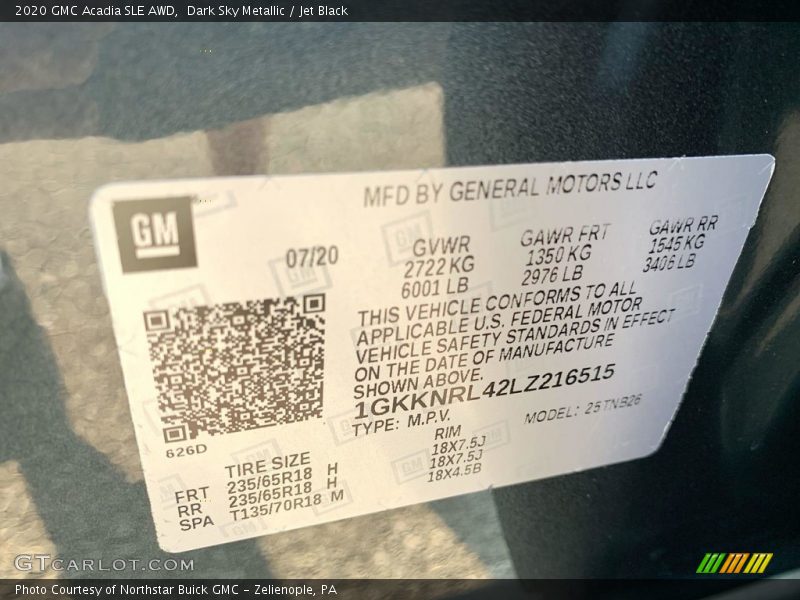 2020 GMC Acadia SLE AWD,  Dark Sky Metallic / Jet Black
MFD BY GENERAL MOTORS LLC
GM
07/20
GVWR
2722 KG
6001 LB
GAWR FRT
1350 KG
2976 LB
GAWR RR
1545 KG
3406 LB
THIS VEHICLE CONFORMS TO ALL
APPLICABLE U.S. FEDERAL MOTOR
VEHICLE SAFETY STANDARDS IN EFFECT
ON THE DATE OF MANUFACTURE
SHOWN ABOVE.
1GKKNRL42LZ216515
TYPE: M.P.V.
MODEL: 25TNB26
626D
TIRE SIZE
RIM
FRT 235/65R18 H 18X7.5J
RR 235/65R18 H 18X7.5J
SPA T135/70R18 M 18X4.5B
GTCARLOT.COM
Photo Courtesy of Northstar Buick GMC - Zelienople, PA